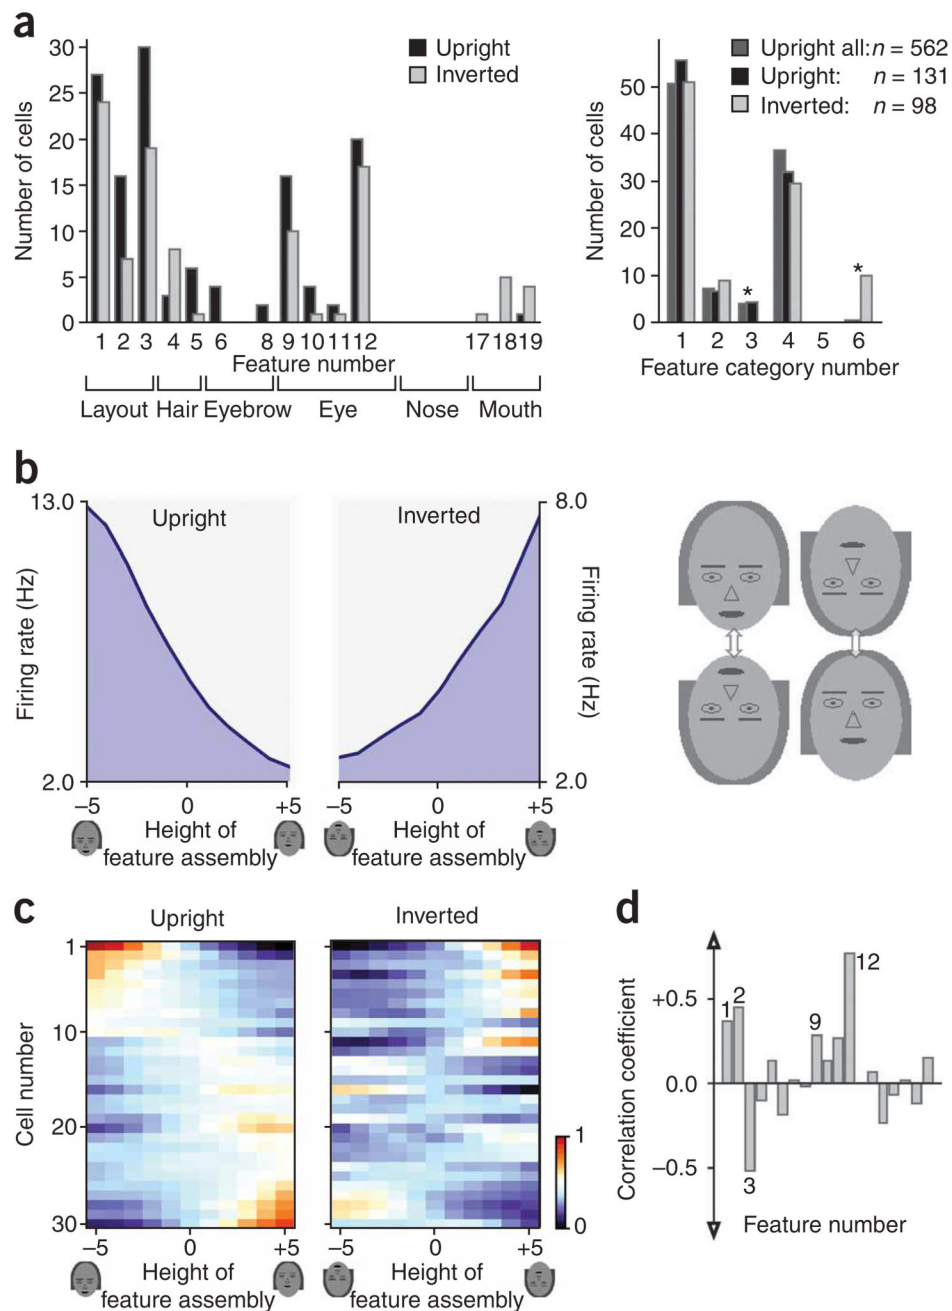 a
Number of cells
30
25
20
15
10
5
0
Upright
Inverted
1 2 3 4 5 6 8 9 10 11 12 17 18 19
Feature number
Layout Hair Eyebrow Eye Nose Mouth
Number of cells
50
40
30
20
10
0
Upright all: n = 562
Upright: n = 131
Inverted: n = 98
*
*
1 2 3 4 5 6
Feature category number
b
Firing rate (Hz)
13.0
2.0
Upright
–5 0 +5
Height of
feature assembly
Inverted
8.0
2.0
Firing rate (Hz)
–5 0 +5
Height of
feature assembly
c
Upright
Cell number
1
10
20
30
–5 0 +5
Height of
feature assembly
Inverted
–5 0 +5
Height of
feature assembly
1
0
d
Correlation coefficient
+0.5
0.0
–0.5
1
2
3
9
12
Feature number